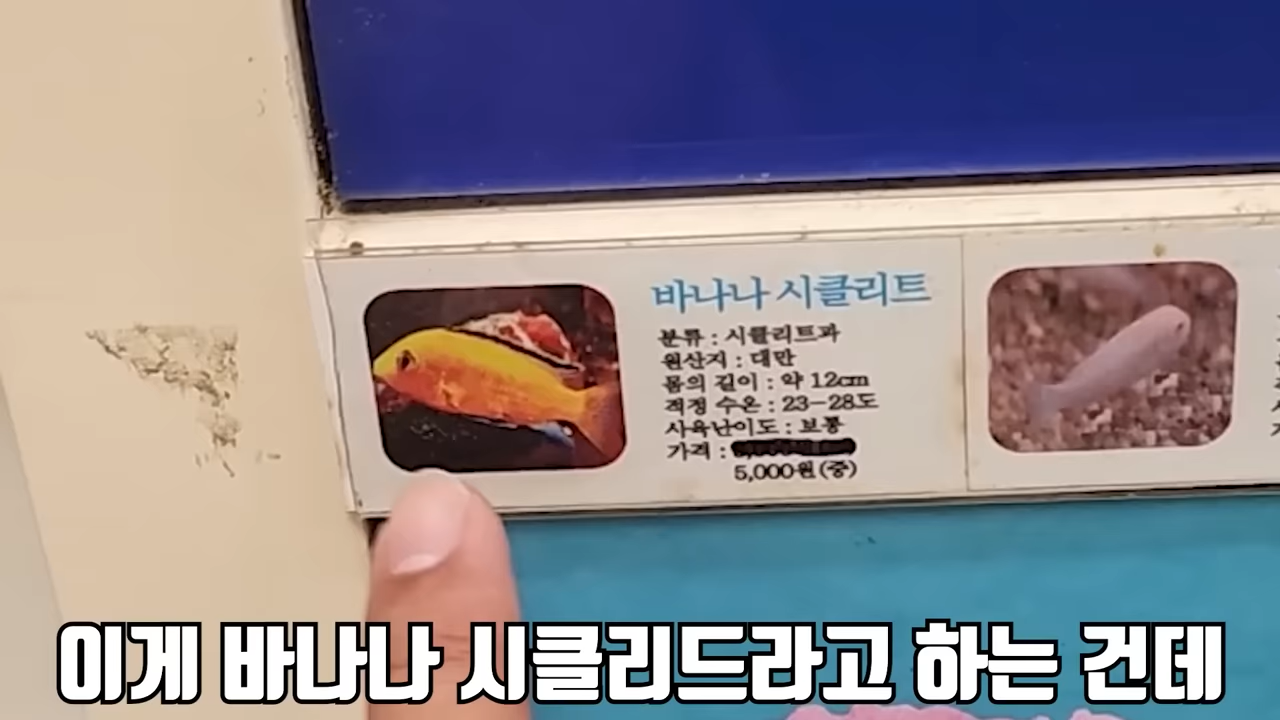 바나나 시클리트
분류 : 시클리트과
원산지 : 대만
몸의 길이 : 약 12cm
적정 수온 : 23-28도
사육난이도 : 보통
가격 :
5,000원(중)
이게 바나나 시클리드라고 하는 건데